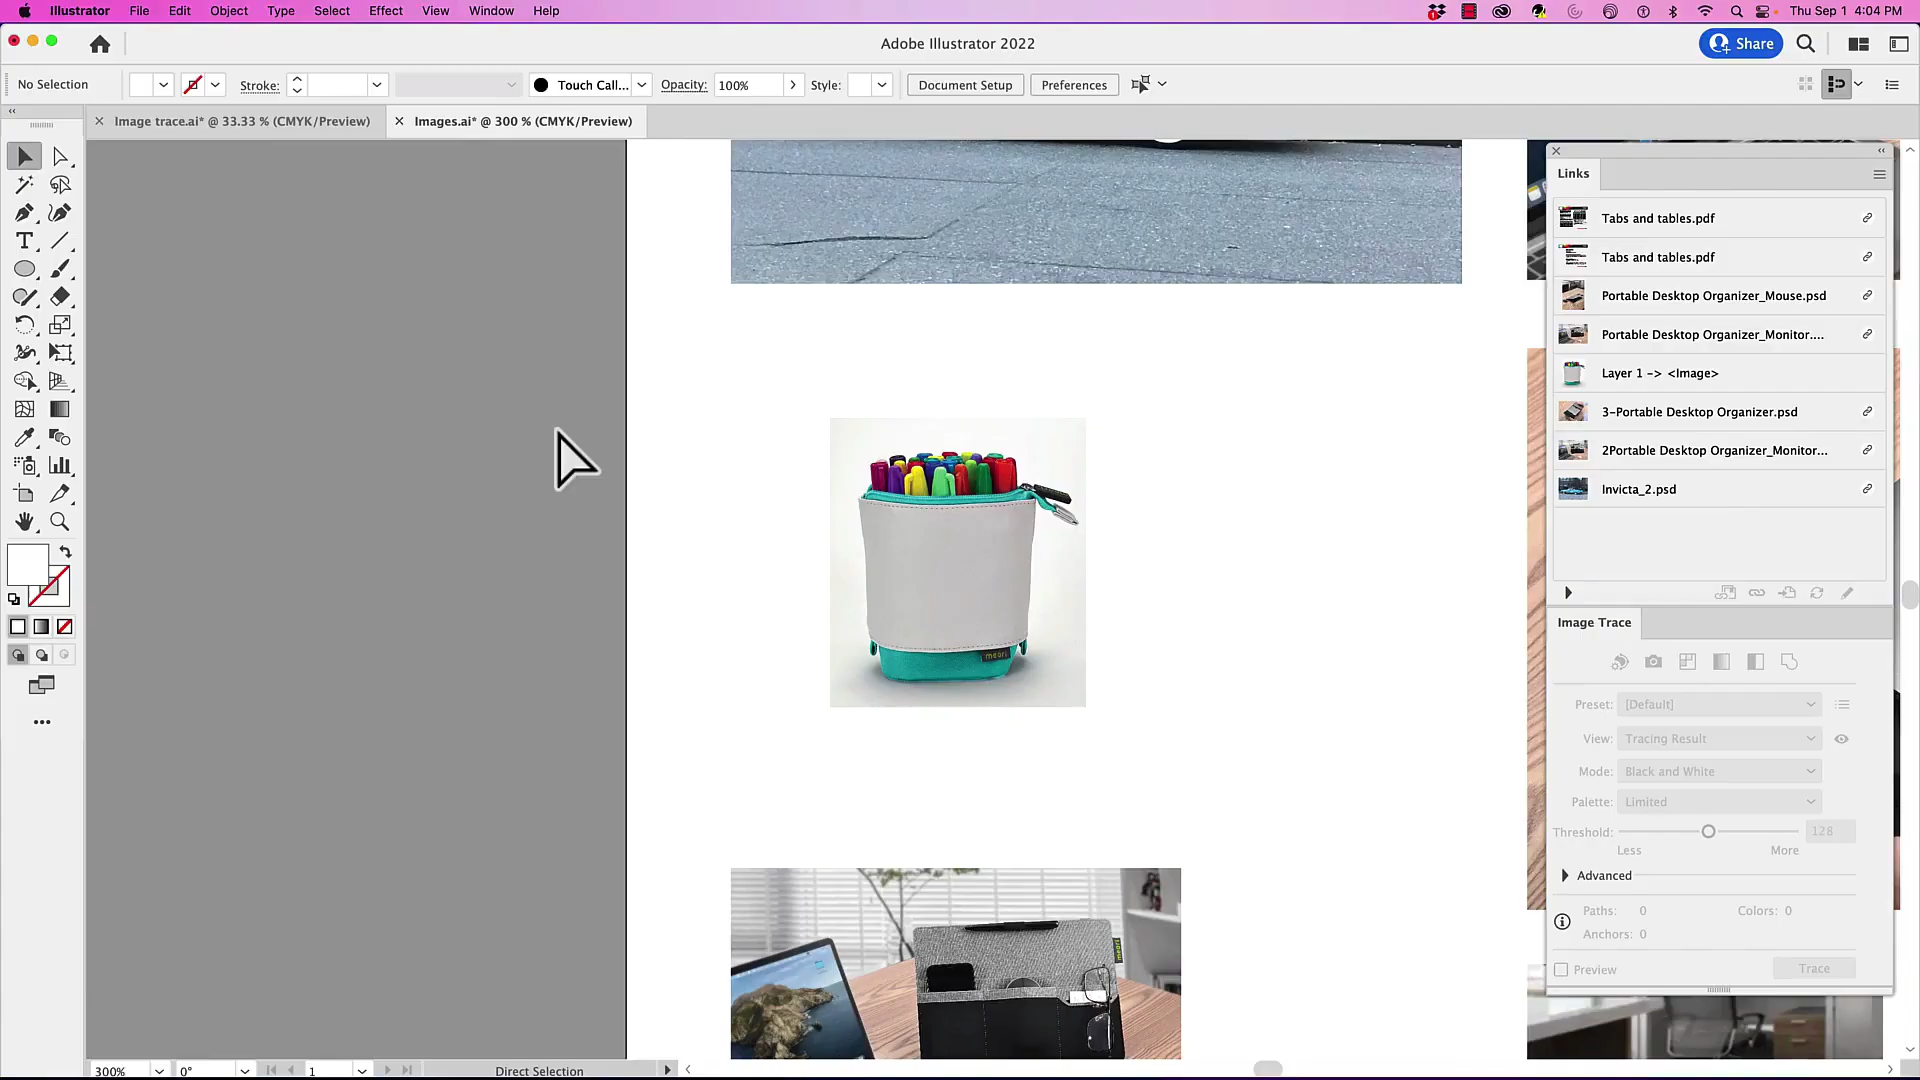 Illustrator File Edit Object Type Select Effect View Window Help Thu Sep 1 4:04 PM
Adobe Illustrator 2022 Share
No Selection Stroke: Touch Call... Opacity: 100% Style: Document Setup Preferences
Image trace.ai* @ 33.33 % (CMYK/Preview) Images.ai* @ 300 % (CMYK/Preview)
Links
Tabs and tables.pdf
Tabs and tables.pdf
Portable Desktop Organizer_Mouse.psd
Portable Desktop Organizer_Monitor....
Layer 1 -> <Image>
3-Portable Desktop Organizer.psd
2Portable Desktop Organizer_Monitor...
Invicta_2.psd
meori
Image Trace
Preset: [Default]
View: Tracing Result
Mode: Black and White
Palette: Limited
Threshold: 128
Less More
Advanced
Paths: 0 Colors: 0
Anchors: 0
Preview Trace
300% 0° 1 Direct Selection